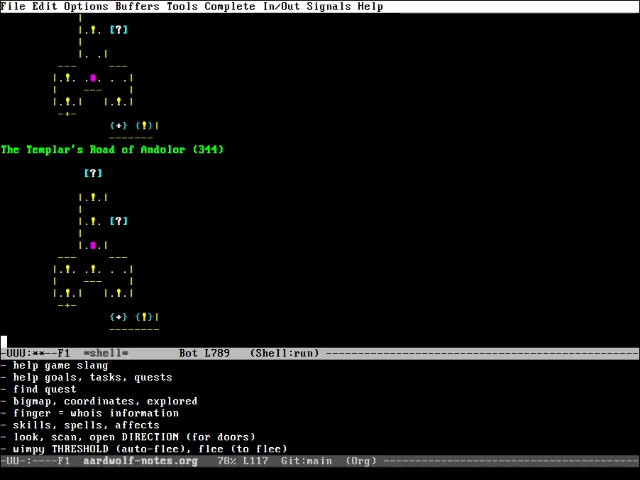 File Edit Options Buffers Tools Complete In/Out Signals Help
|
|.!. [?]
|
|. .|
--- ---
|.!. .█. . .|
| --- |
|.!.| |.!.|
-+- {+} {!}|
-------
The Templar's Road of Andolor (344)
[?]
|.!.|
|
|.!. [?]
|
|.█.|
--- ---
|.!. .!. . .|
| --- |
|.!.| |.!.|
-+-
{+} {!}|
--------
-UUU:**--F1 *shell* Bot L789 (Shell:run)
- help game slang
- help goals, tasks, quests
- find quest
- bigmap, coordinates, explored
- finger = whois information
- skills, spells, affects
- look, scan, open DIRECTION (for doors)
- wimpy THRESHOLD (auto-flee), flee (to flee)
-UU-:----F1 aardwolf-notes.org 78% L117 Git:main (Org)